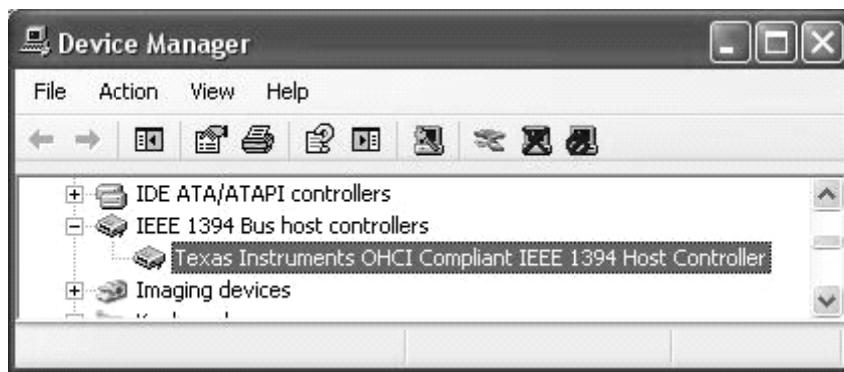 Device Manager
File Action View Help
IDE ATA/ATAPI controllers
IEEE 1394 Bus host controllers
Texas Instruments OHCI Compliant IEEE 1394 Host Controller
Imaging devices